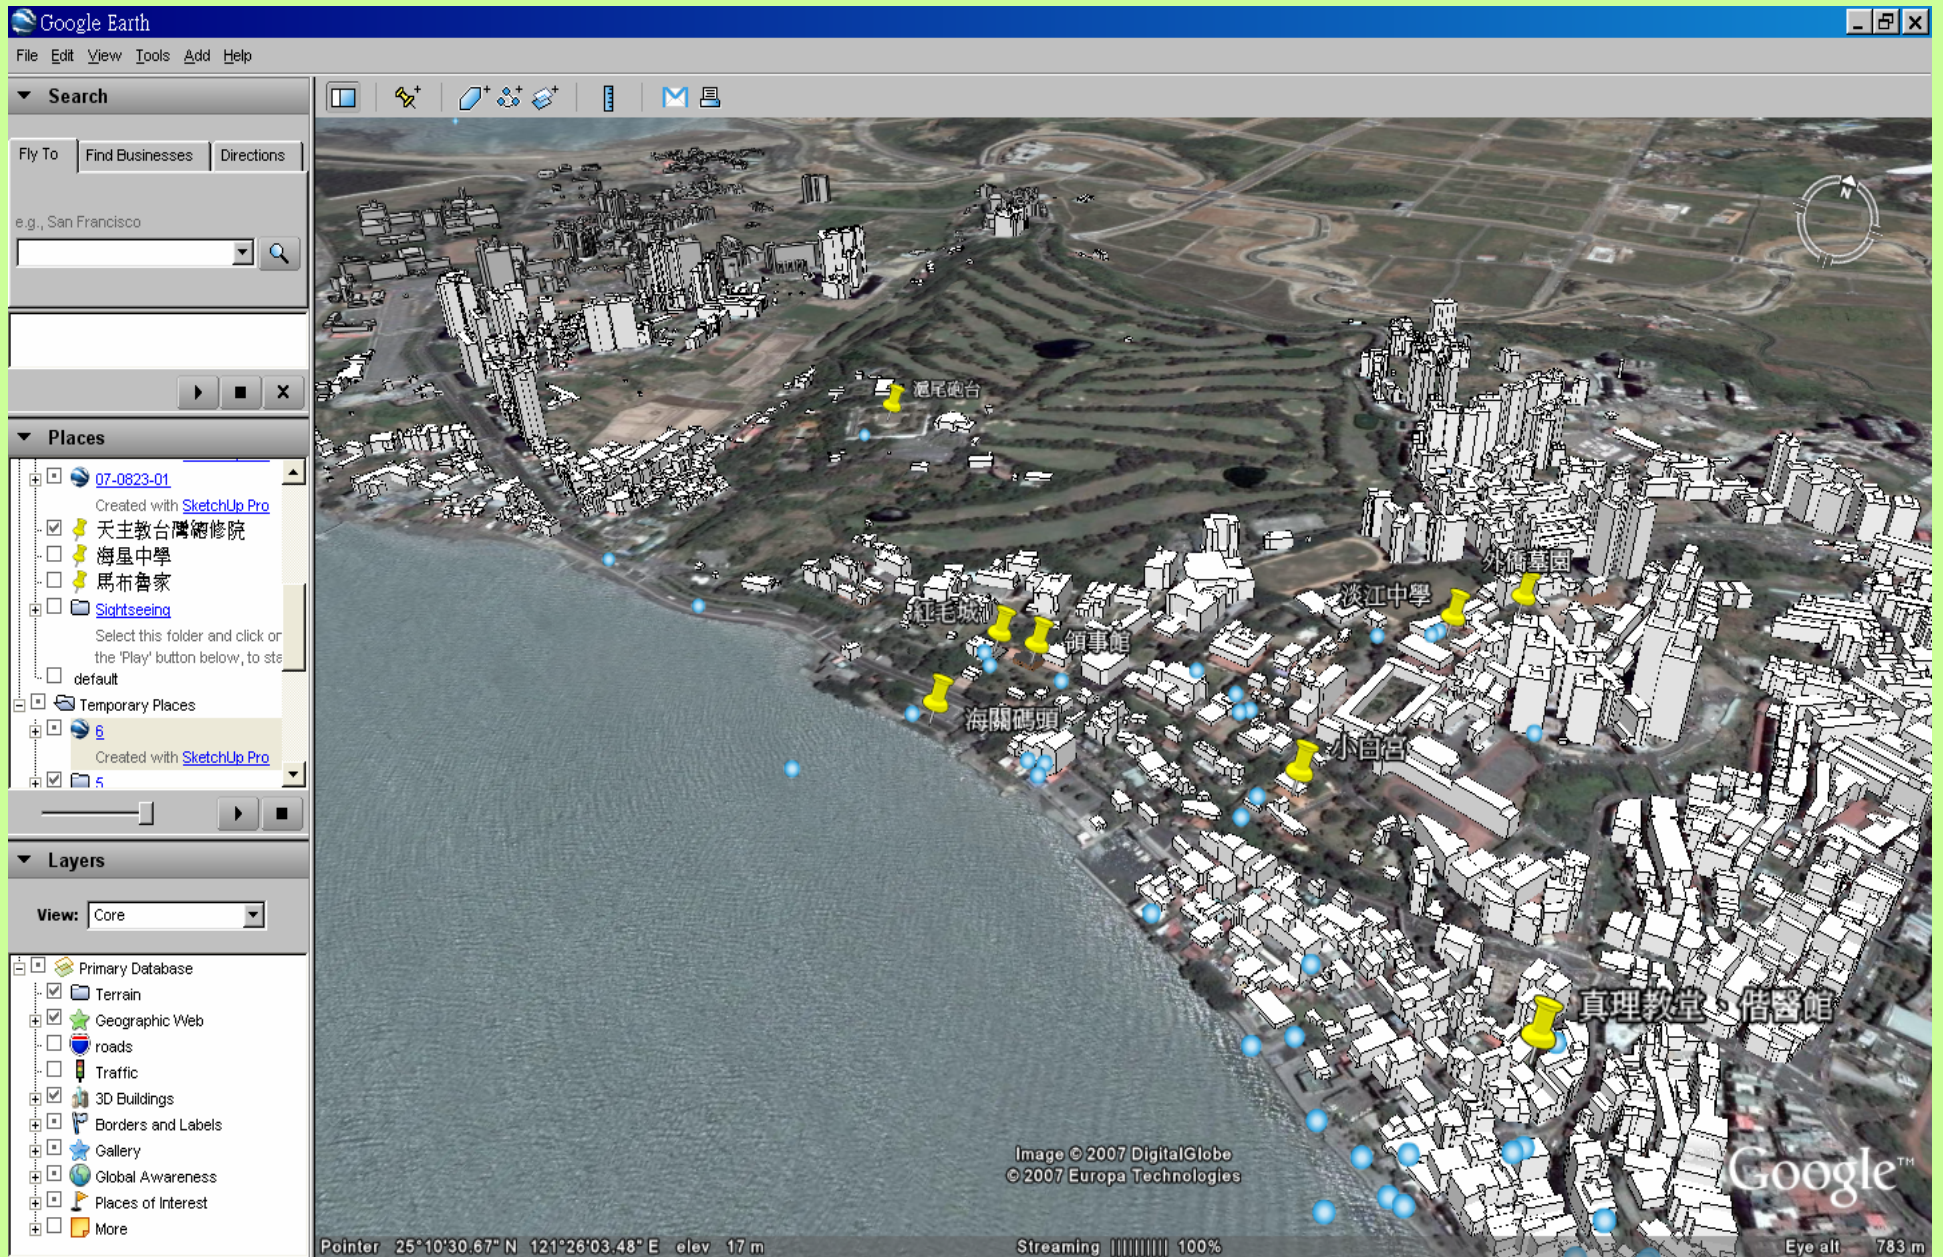 Google Earth
File Edit View Tools Add Help
Search
Fly To Find Businesses Directions
e.g., San Francisco
Places
07-0823-01
Created with SketchUp Pro
天主教台灣總修院
海星中學
馬布魯家
Sightseeing
Select this folder and click or
the 'Play' button below, to sta
default
Temporary Places
6
Created with SketchUp Pro
5
Layers
View: Core
Primary Database
Terrain
Geographic Web
roads
Traffic
3D Buildings
Borders and Labels
Gallery
Global Awareness
Places of Interest
More
N
滬尾砲台
外僑墓園
淡江中學
紅毛城
領事館
海關碼頭
小白宮
真理教堂、偕醫館
Image © 2007 DigitalGlobe
© 2007 Europa Technologies
Google™
Pointer 25°10'30.67" N 121°26'03.48" E elev 17 m Streaming |||||||||| 100% Eye alt 783 m